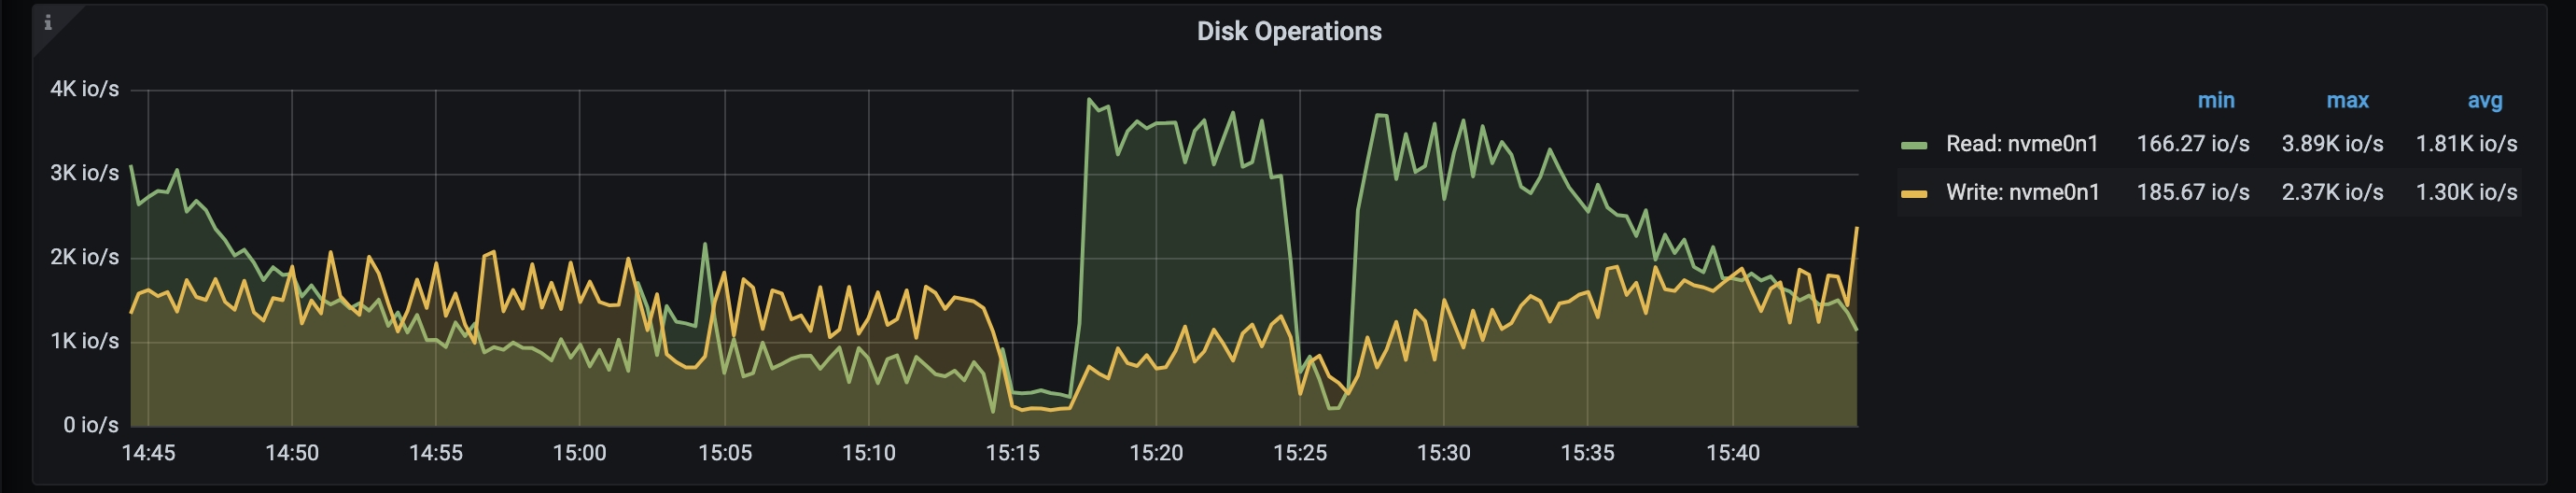 i
Disk Operations
4K io/s
3K io/s
2K io/s
1K io/s
0 io/s
14:45 14:50 14:55 15:00 15:05 15:10 15:15 15:20 15:25 15:30 15:35 15:40
min max avg
Read: nvme0n1 166.27 io/s 3.89K io/s 1.81K io/s
Write: nvme0n1 185.67 io/s 2.37K io/s 1.30K io/s